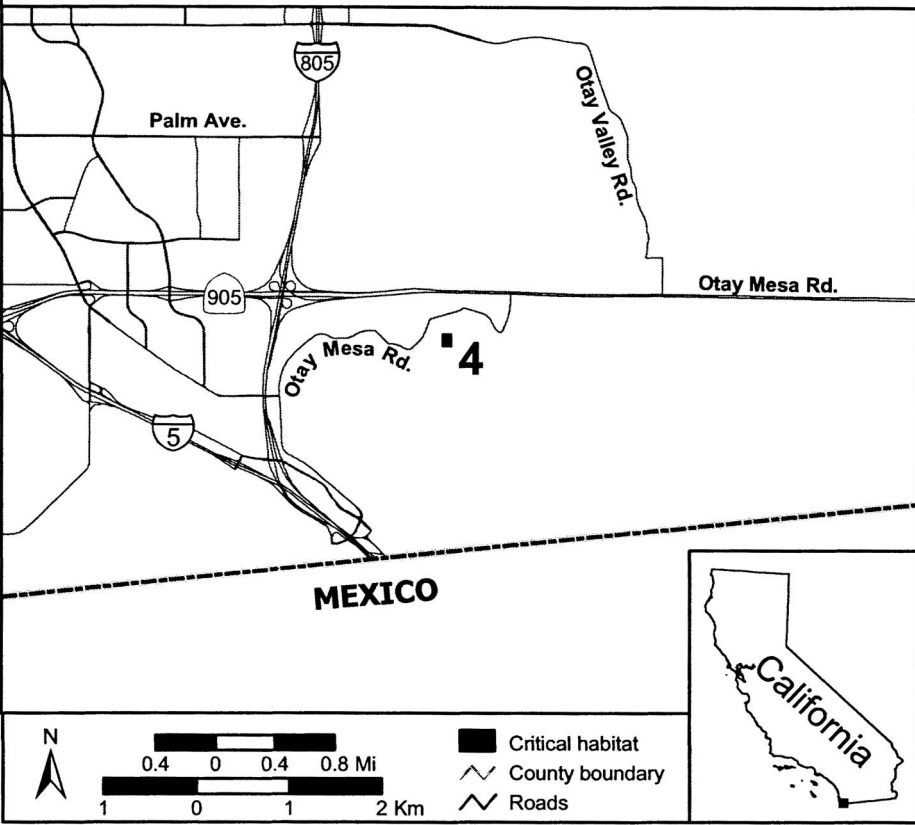 805
Palm Ave.
Otay Valley Rd.
905
Otay Mesa Rd.
Otay Mesa Rd.
4
5
MEXICO
California
N
0.4 0 0.4 0.8 Mi
1 0 1 2 Km
Critical habitat
County boundary
Roads